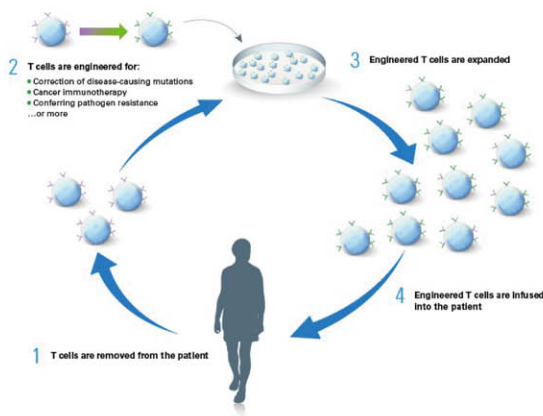 2 T cells are engineered for:
Correction of disease-causing mutations
Cancer immunotherapy
Conferring pathogen resistance
...or more
3 Engineered T cells are expanded
4 Engineered T cells are infused
into the patient
1 T cells are removed from the patient